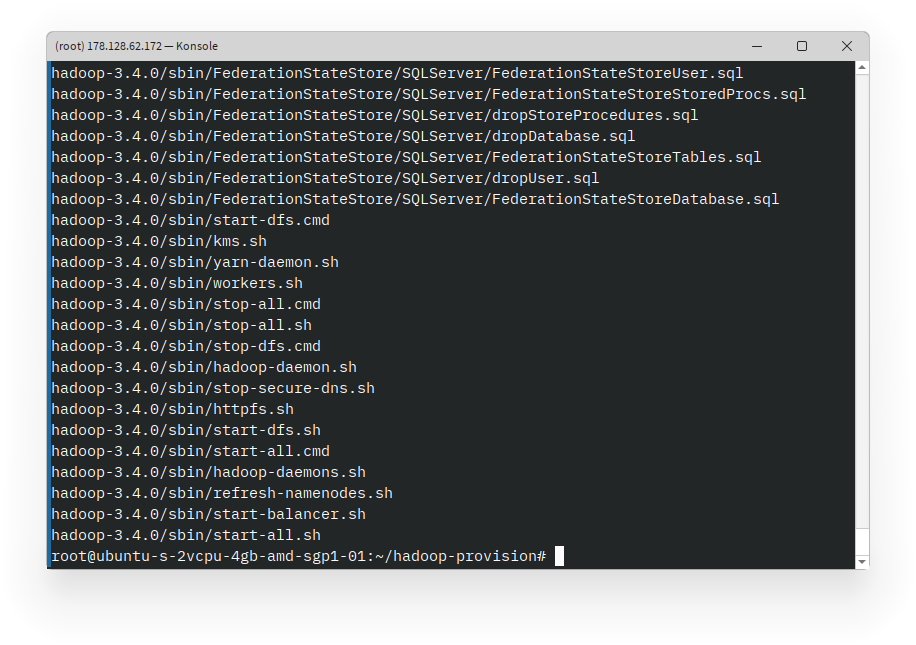 (root) 178.128.62.172 — Konsole
hadoop-3.4.0/sbin/FederationStateStore/SQLServer/FederationStateStoreUser.sql
hadoop-3.4.0/sbin/FederationStateStore/SQLServer/FederationStateStoreStoredProcs.sql
hadoop-3.4.0/sbin/FederationStateStore/SQLServer/dropStoreProcedures.sql
hadoop-3.4.0/sbin/FederationStateStore/SQLServer/dropDatabase.sql
hadoop-3.4.0/sbin/FederationStateStore/SQLServer/FederationStateStoreTables.sql
hadoop-3.4.0/sbin/FederationStateStore/SQLServer/dropUser.sql
hadoop-3.4.0/sbin/FederationStateStore/SQLServer/FederationStateStoreDatabase.sql
hadoop-3.4.0/sbin/start-dfs.cmd
hadoop-3.4.0/sbin/kms.sh
hadoop-3.4.0/sbin/yarn-daemon.sh
hadoop-3.4.0/sbin/workers.sh
hadoop-3.4.0/sbin/stop-all.cmd
hadoop-3.4.0/sbin/stop-all.sh
hadoop-3.4.0/sbin/stop-dfs.cmd
hadoop-3.4.0/sbin/hadoop-daemon.sh
hadoop-3.4.0/sbin/stop-secure-dns.sh
hadoop-3.4.0/sbin/httpfs.sh
hadoop-3.4.0/sbin/start-dfs.sh
hadoop-3.4.0/sbin/start-all.cmd
hadoop-3.4.0/sbin/hadoop-daemons.sh
hadoop-3.4.0/sbin/refresh-namenodes.sh
hadoop-3.4.0/sbin/start-balancer.sh
hadoop-3.4.0/sbin/start-all.sh
root@ubuntu-s-2vcpu-4gb-amd-sgp1-01:~/hadoop-provision#